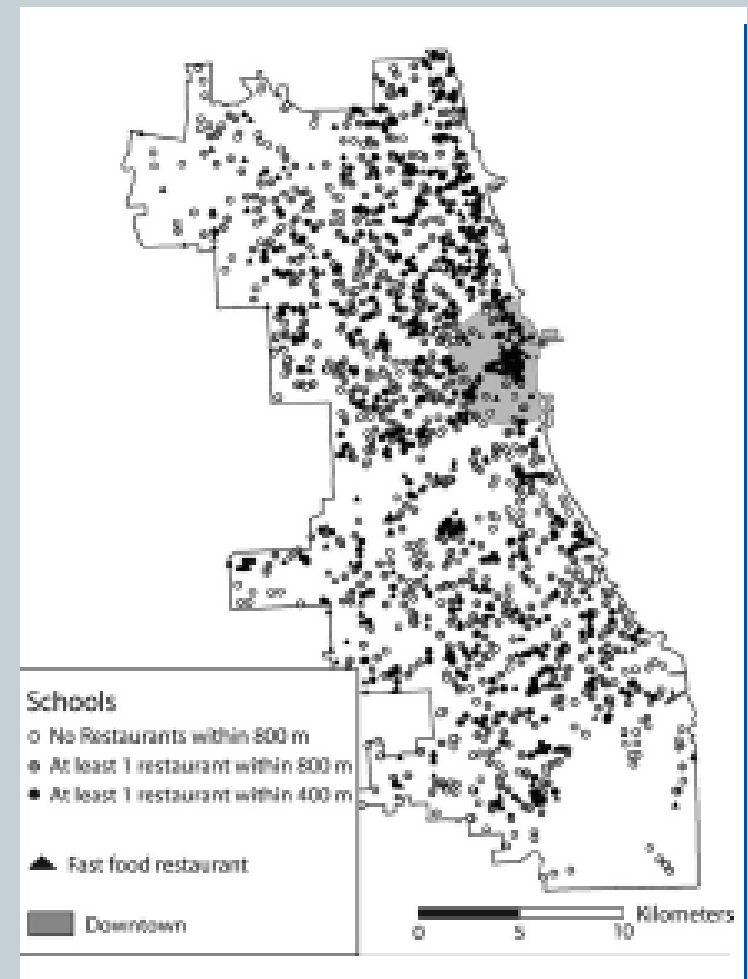 Schools
No Restaurants within 800 m
At least 1 restaurant within 800 m
At least 1 restaurant within 400 m
Fast food restaurant
Downtown
Kilometers
0 5 10